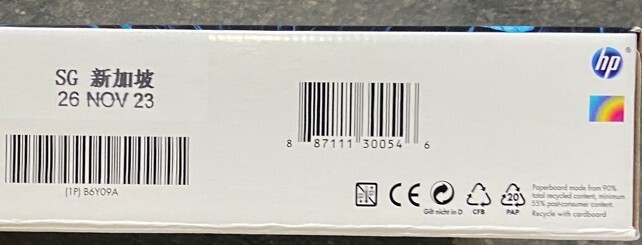 hp
SG 新加坡
26 NOV 23
8 87111 30054 6
(1P) B6Y09A
Gilt nicht in D
CFB
20
PAP
Paperboard made from 90%
total recycled content, minimum
55% post-consumer content.
Recycle with cardboard